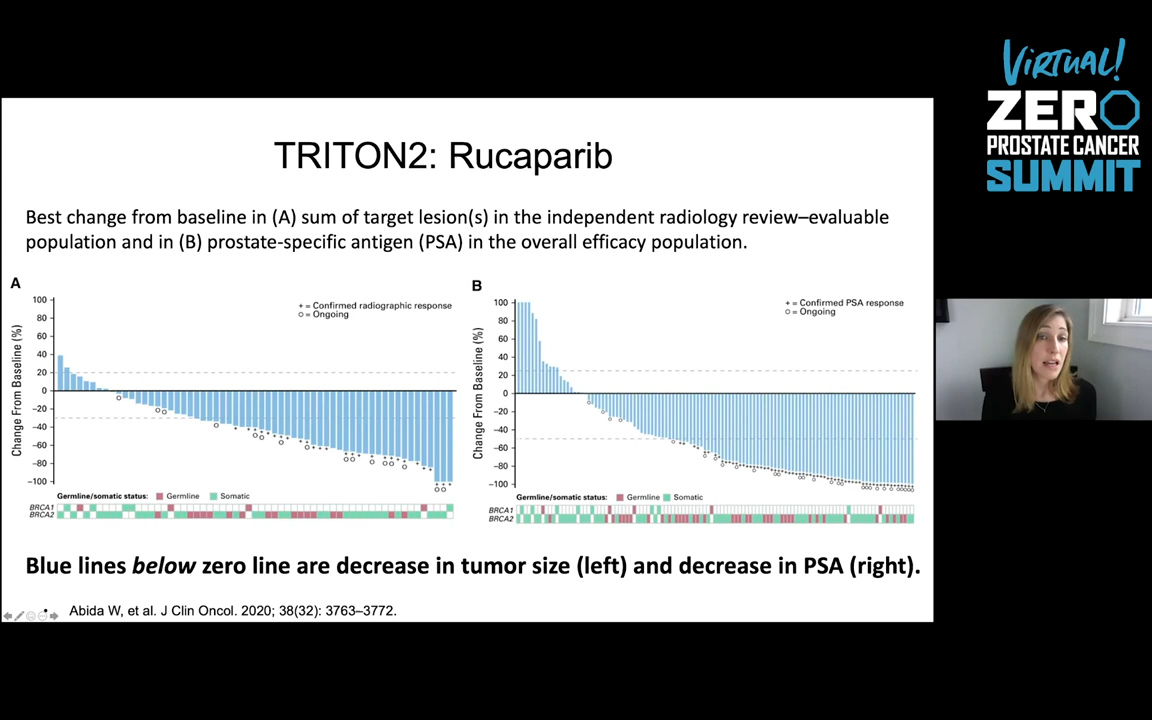 ViRTUAL!
ZERO
PROSTATE CANCER
SUMMIT
TRITON2: Rucaparib
Best change from baseline in (A) sum of target lesion(s) in the independent radiology review–evaluable
population and in (B) prostate-specific antigen (PSA) in the overall efficacy population.
A
Change From Baseline (%)
100
80
60
40
20
0
–20
–40
–60
–80
–100
+ = Confirmed radiographic response
O = Ongoing
Germline/somatic status: Germline Somatic
BRCA1
BRCA2
B
Change From Baseline (%)
100
80
60
40
20
0
–20
–40
–60
–80
–100
+ = Confirmed PSA response
O = Ongoing
Germline/somatic status: Germline Somatic
BRCA1
BRCA2
Blue lines below zero line are decrease in tumor size (left) and decrease in PSA (right).
Abida W, et al. J Clin Oncol. 2020; 38(32): 3763–3772.